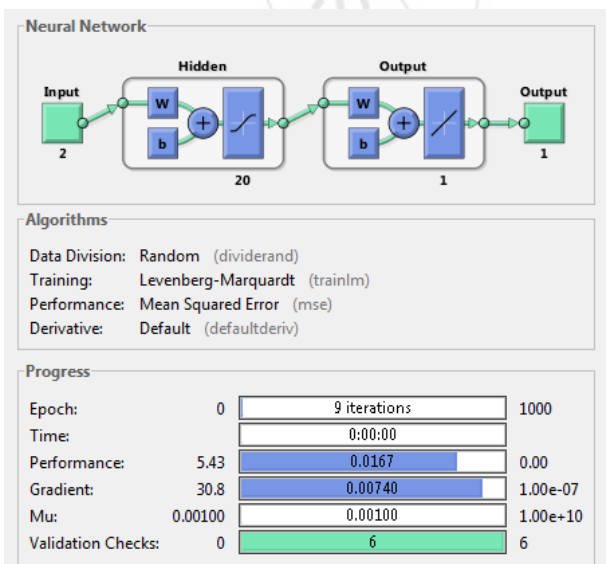 Neural Network
Hidden
Output
Input
W
b
+
W
b
+
Output
2
20
1
1
Algorithms
Data Division: Random (dividerand)
Training: Levenberg-Marquardt (trainlm)
Performance: Mean Squared Error (mse)
Derivative: Default (defaultderiv)
Progress
Epoch: 0 9 iterations 1000
Time: 0:00:00
Performance: 5.43 0.0167 0.00
Gradient: 30.8 0.00740 1.00e-07
Mu: 0.00100 0.00100 1.00e+10
Validation Checks: 0 6 6